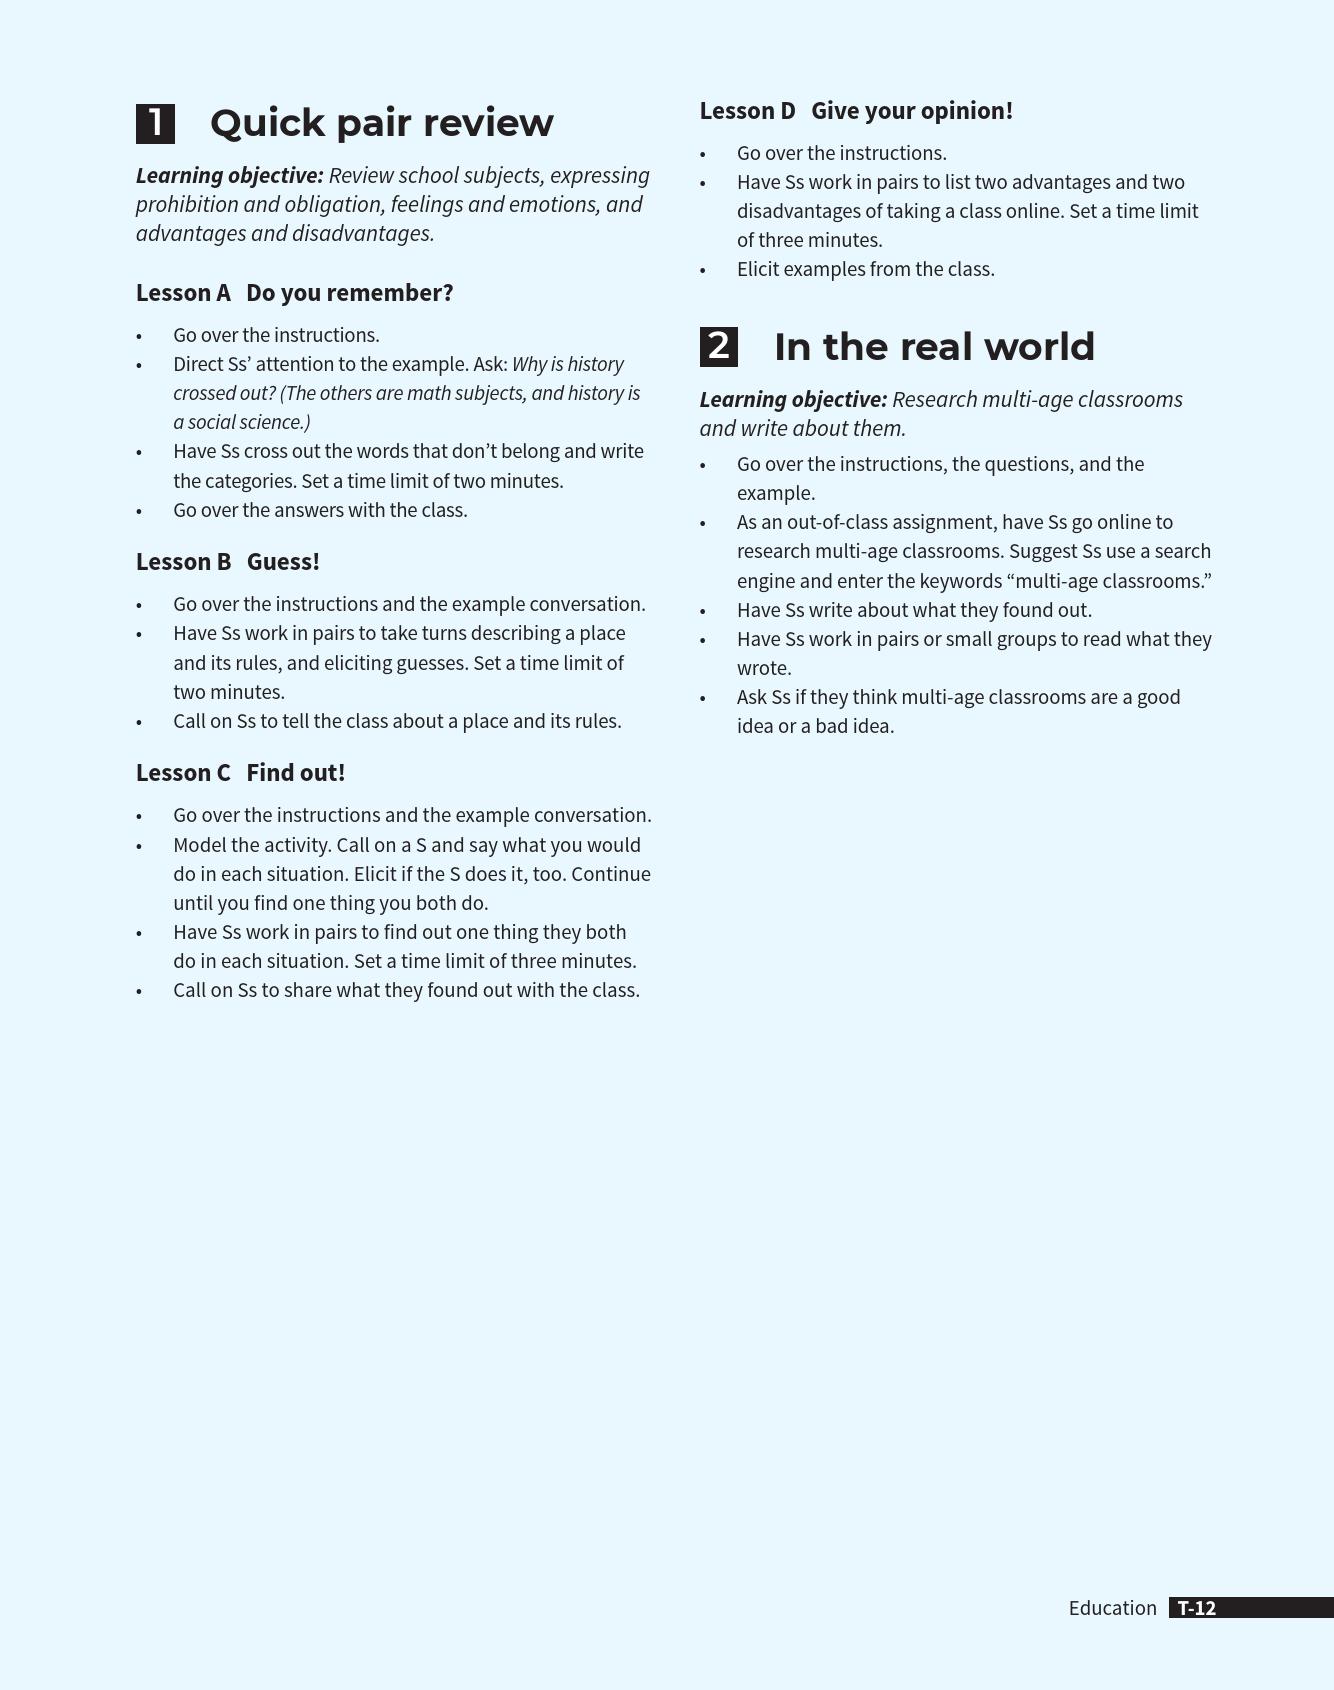 1 Quick pair review
Learning objective: Review school subjects, expressing
prohibition and obligation, feelings and emotions, and
advantages and disadvantages.
Lesson A Do you remember?
• Go over the instructions.
• Direct Ss’ attention to the example. Ask: Why is history
crossed out? (The others are math subjects, and history is
a social science.)
• Have Ss cross out the words that don’t belong and write
the categories. Set a time limit of two minutes.
• Go over the answers with the class.
Lesson B Guess!
• Go over the instructions and the example conversation.
• Have Ss work in pairs to take turns describing a place
and its rules, and eliciting guesses. Set a time limit of
two minutes.
• Call on Ss to tell the class about a place and its rules.
Lesson C Find out!
• Go over the instructions and the example conversation.
• Model the activity. Call on a S and say what you would
do in each situation. Elicit if the S does it, too. Continue
until you find one thing you both do.
• Have Ss work in pairs to find out one thing they both
do in each situation. Set a time limit of three minutes.
• Call on Ss to share what they found out with the class.
Lesson D Give your opinion!
• Go over the instructions.
• Have Ss work in pairs to list two advantages and two
disadvantages of taking a class online. Set a time limit
of three minutes.
• Elicit examples from the class.
2 In the real world
Learning objective: Research multi-age classrooms
and write about them.
• Go over the instructions, the questions, and the
example.
• As an out-of-class assignment, have Ss go online to
research multi-age classrooms. Suggest Ss use a search
engine and enter the keywords “multi-age classrooms.”
• Have Ss write about what they found out.
• Have Ss work in pairs or small groups to read what they
wrote.
• Ask Ss if they think multi-age classrooms are a good
idea or a bad idea.
Education T-12